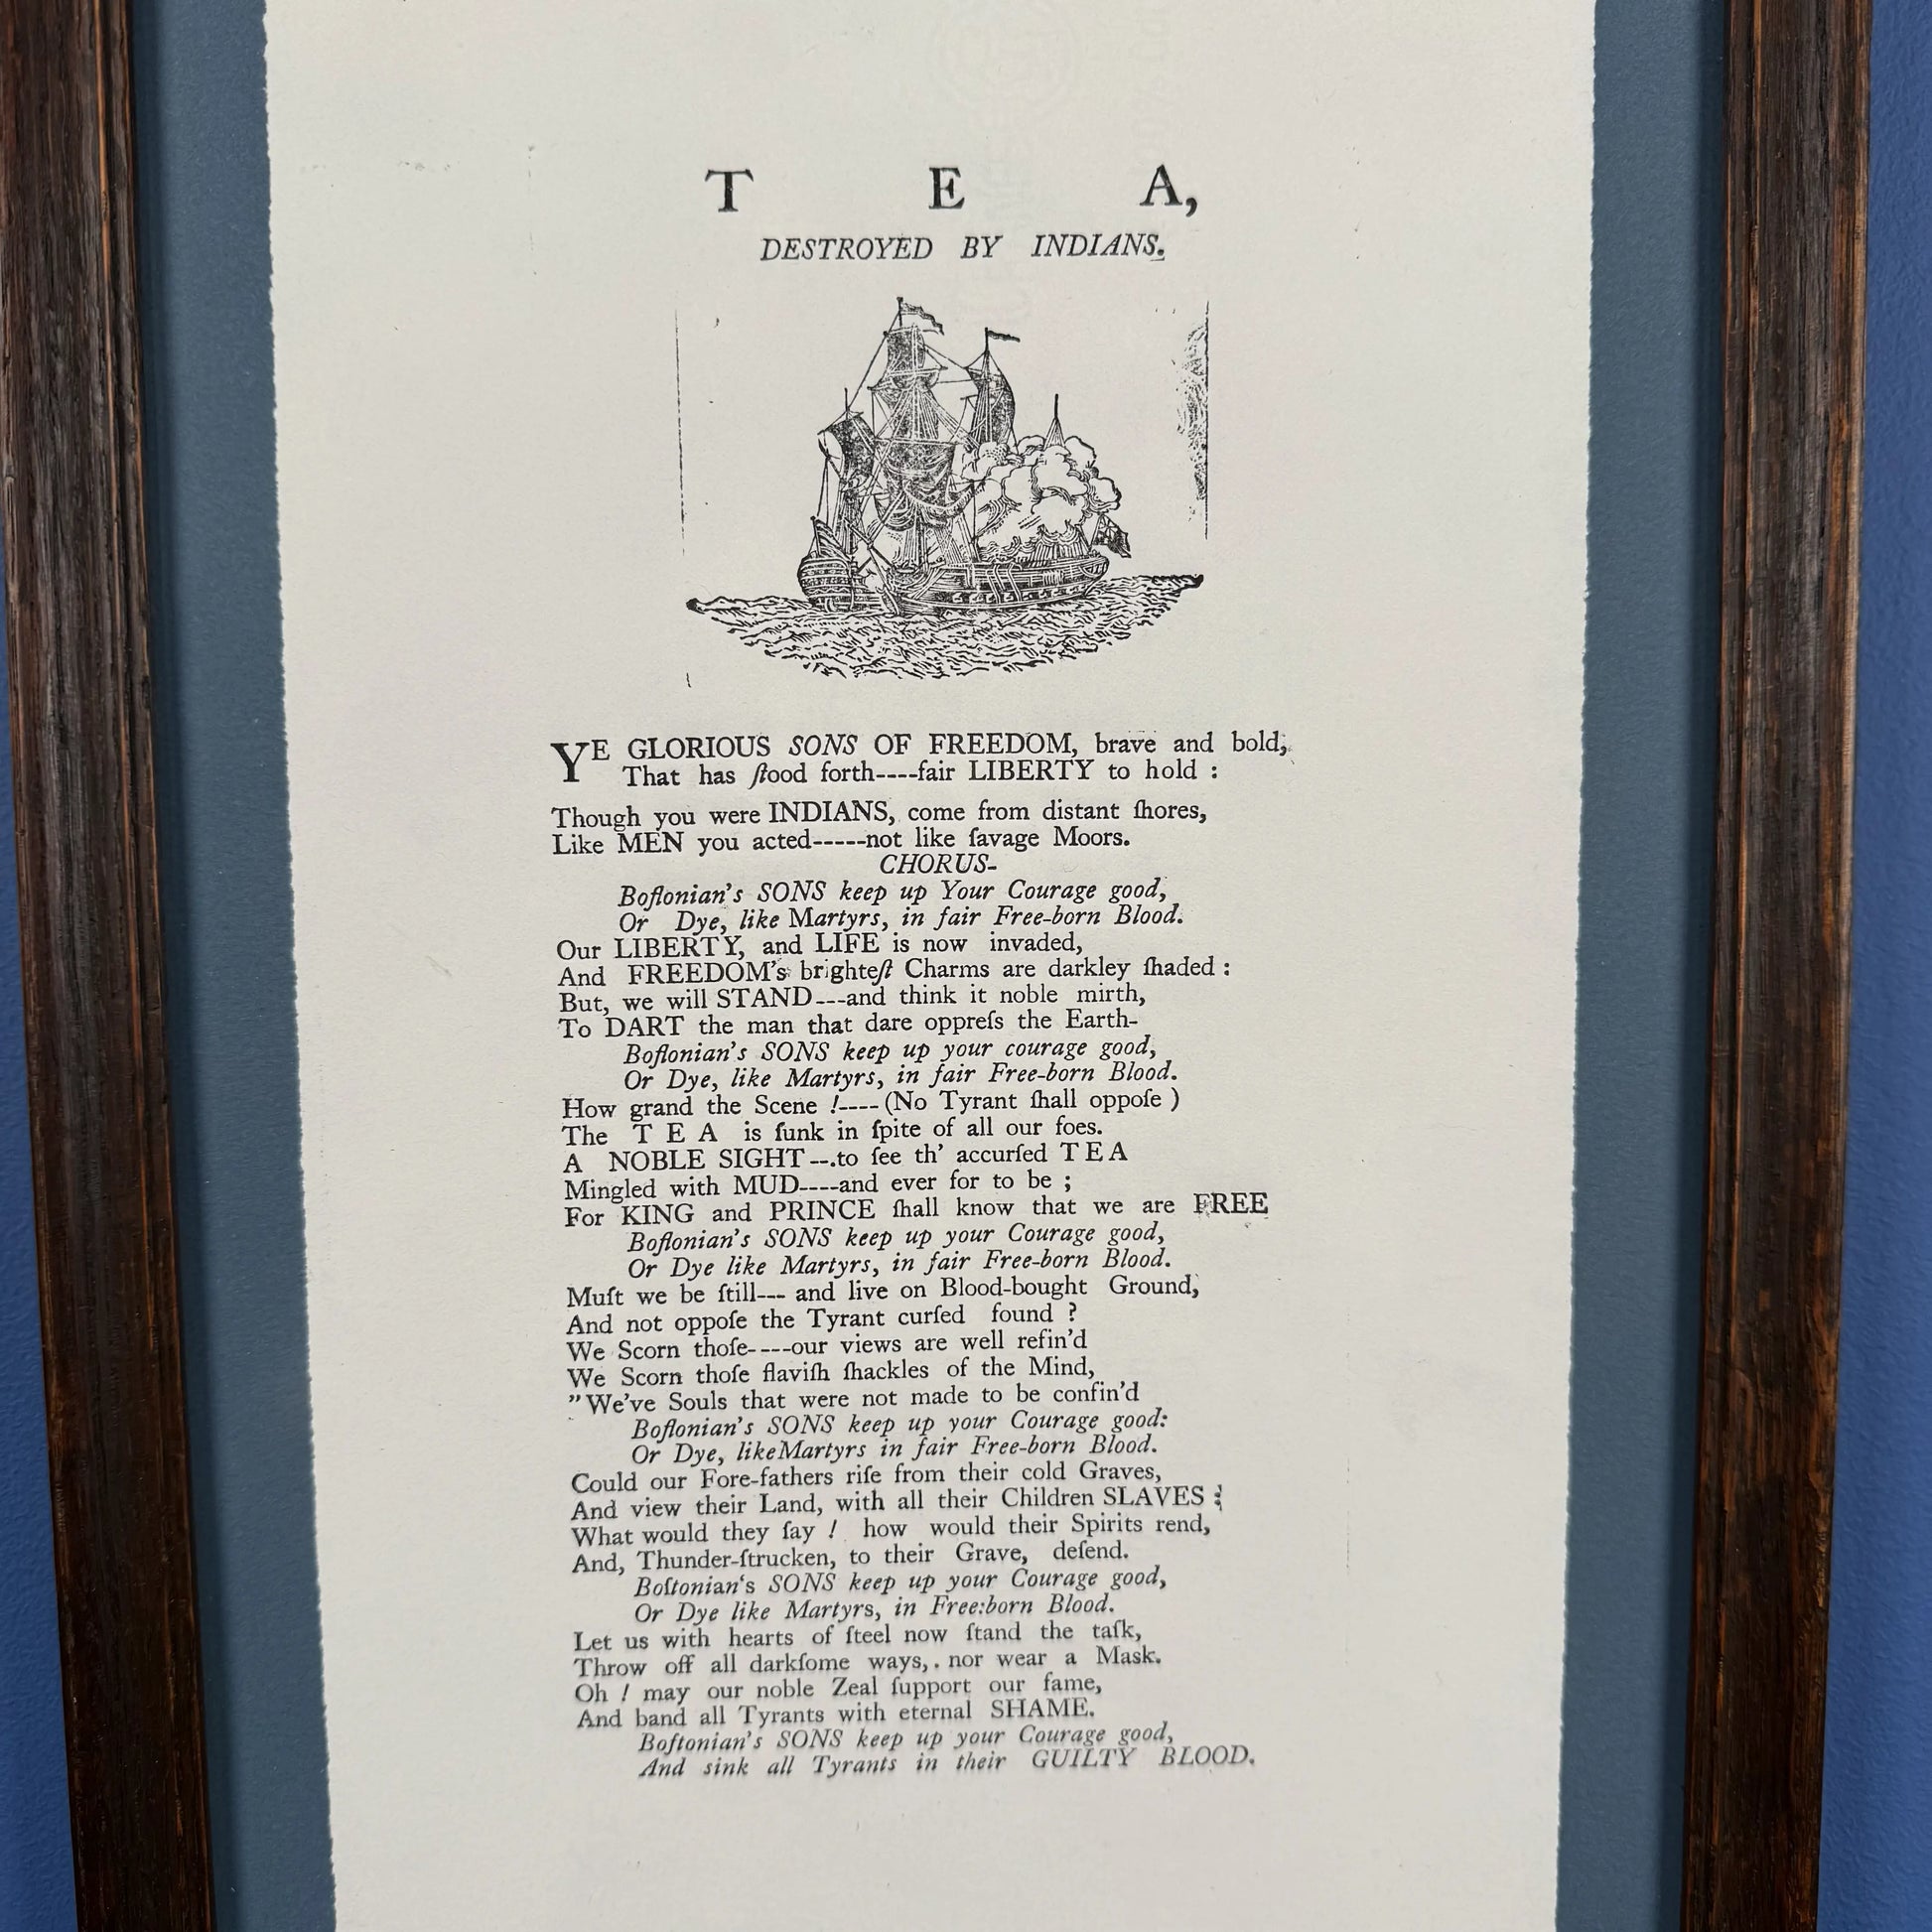 T E A,
DESTROYED BY INDIANS.
YE GLORIOUS SONS OF FREEDOM, brave and bold,
That has ſtood forth----fair LIBERTY to hold :
Though you were INDIANS, come from distant ſhores,
Like MEN you acted-----not like ſavage Moors.
CHORUS-
Boſtonian's SONS keep up Your Courage good,
Or Dye, like Martyrs, in fair Free-born Blood.
Our LIBERTY, and LIFE is now invaded,
And FREEDOM's brighteſt Charms are darkley ſhaded :
But, we will STAND---and think it noble mirth,
To DART the man that dare oppreſs the Earth-
Boſtonian's SONS keep up your courage good,
Or Dye, like Martyrs, in fair Free-born Blood.
How grand the Scene !----(No Tyrant ſhall oppoſe )
The T E A is ſunk in ſpite of all our foes.
A NOBLE SIGHT--.to ſee th' accurſed T E A
Mingled with MUD----and ever for to be ;
For KING and PRINCE ſhall know that we are FREE
Boſtonian's SONS keep up your Courage good,
Or Dye like Martyrs, in fair Free-born Blood.
Muſt we be ſtill--- and live on Blood-bought Ground,
And not oppoſe the Tyrant curſed found ?
We Scorn thoſe----our views are well refin'd
We Scorn thoſe ſlaviſh ſhackles of the Mind,
"We've Souls that were not made to be confin'd
Boſtonian's SONS keep up your Courage good:
Or Dye, likeMartyrs in fair Free-born Blood.
Could our Fore-fathers riſe from their cold Graves,
And view their Land, with all their Children SLAVES ;
What would they ſay ! how would their Spirits rend,
And, Thunder-ſtrucken, to their Grave, defend.
Boſtonian‘s SONS keep up your Courage good,
Or Dye like Martyrs, in Free:born Blood.
Let us with hearts of ſteel now ſtand the taſk,
Throw off all darkſome ways,. nor wear a Mask.
Oh ! may our noble Zeal ſupport our fame,
And band all Tyrants with eternal SHAME.
Boſtonian's SONS keep up your Courage good,
And sink all Tyrants in their GUILTY BLOOD.